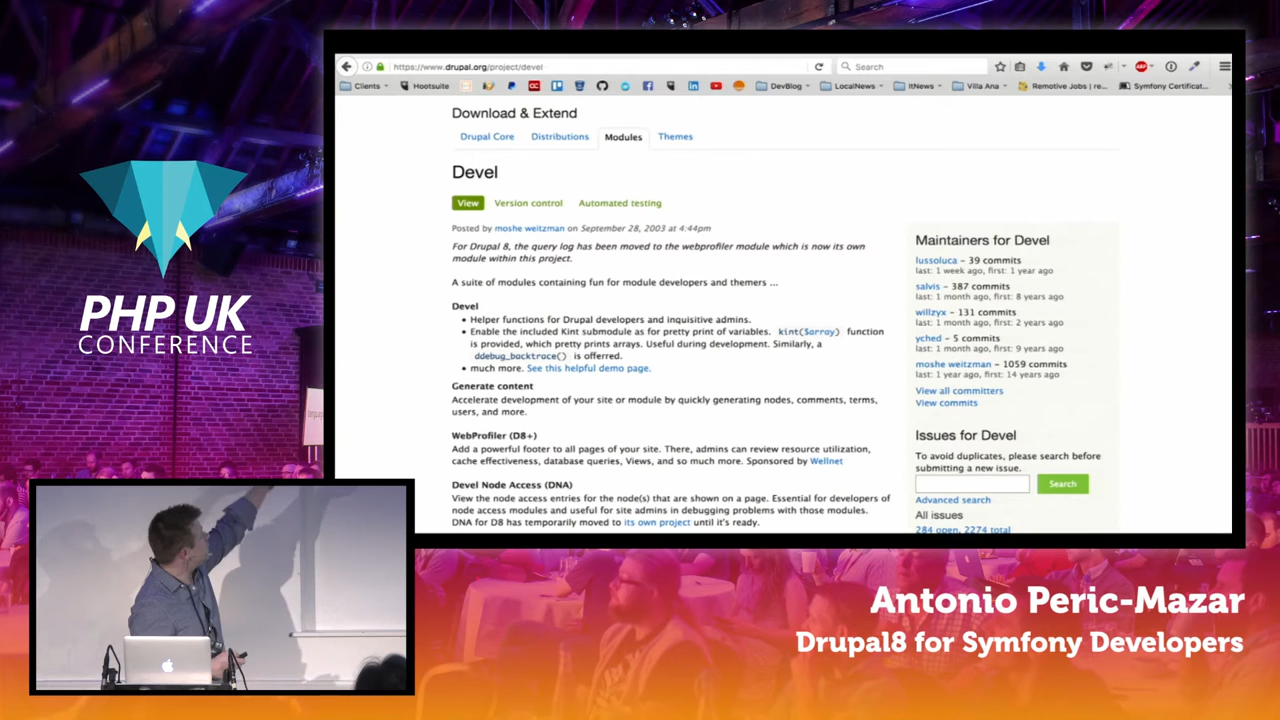 https://www.drupal.org/project/devel
Search
Clients
Hootsuite
DevBlog
LocalNews
ItNews
Villa Ana
Remotive Jobs | re...
Symfony Certificat...
Download & Extend
Drupal Core
Distributions
Modules
Themes
Devel
View
Version control
Automated testing
Posted by moshe weitzman on September 28, 2003 at 4:44pm
For Drupal 8, the query log has been moved to the webprofiler module which is now its own
module within this project.
A suite of modules containing fun for module developers and themers ...
Devel
• Helper functions for Drupal developers and inquisitive admins.
• Enable the included Kint submodule as for pretty print of variables. kint($array) function
is provided, which pretty prints arrays. Useful during development. Similarly, a
ddebug_backtrace() is offerred.
• much more. See this helpful demo page.
Generate content
Accelerate development of your site or module by quickly generating nodes, comments, terms,
users, and more.
WebProfiler (D8+)
Add a powerful footer to all pages of your site. There, admins can review resource utilization,
cache effectiveness, database queries, Views, and so much more. Sponsored by Wellnet
Devel Node Access (DNA)
View the node access entries for the node(s) that are shown on a page. Essential for developers of
node access modules and useful for site admins in debugging problems with those modules.
DNA for D8 has temporarily moved to its own project until it's ready.
Maintainers for Devel
lussoluca – 39 commits
last: 1 week ago, first: 1 year ago
salvis – 387 commits
last: 1 month ago, first: 8 years ago
willzyx – 131 commits
last: 1 month ago, first: 2 years ago
yched – 5 commits
last: 1 month ago, first: 9 years ago
moshe weitzman – 1059 commits
last: 1 year ago, first: 14 years ago
View all committers
View commits
Issues for Devel
To avoid duplicates, please search before
submitting a new issue.
Search
Advanced search
All issues
284 open, 2274 total
PHP UK
CONFERENCE
Antonio Peric-Mazar
Drupal8 for Symfony Developers